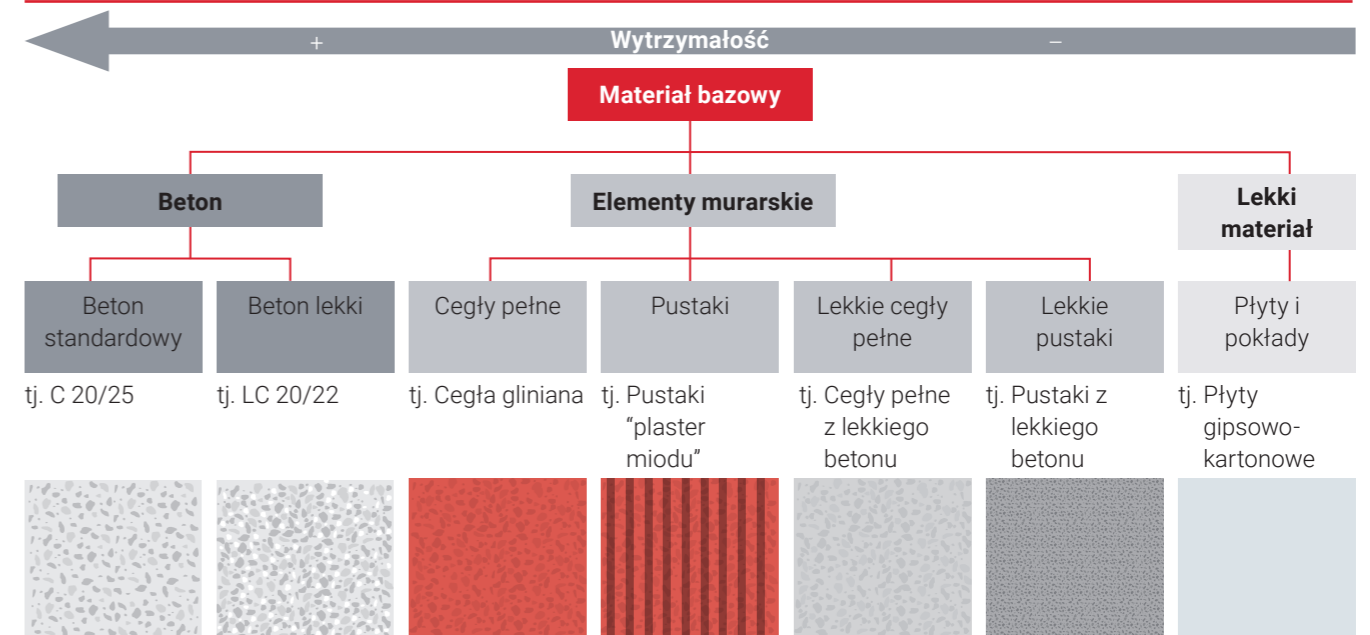 + Wytrzymałość –
Materiał bazowy
Beton
Elementy murarskie
Lekki
materiał
Beton
standardowy
Beton lekki
Cegły pełne
Pustaki
Lekkie cegły
pełne
Lekkie
pustaki
Płyty i
pokłady
tj. C 20/25
tj. LC 20/22
tj. Cegła gliniana
tj. Pustaki
“plaster
miodu”
tj. Cegły pełne
z lekkiego
betonu
tj. Pustaki z
lekkiego
betonu
tj. Płyty
gipsowo-
kartonowe